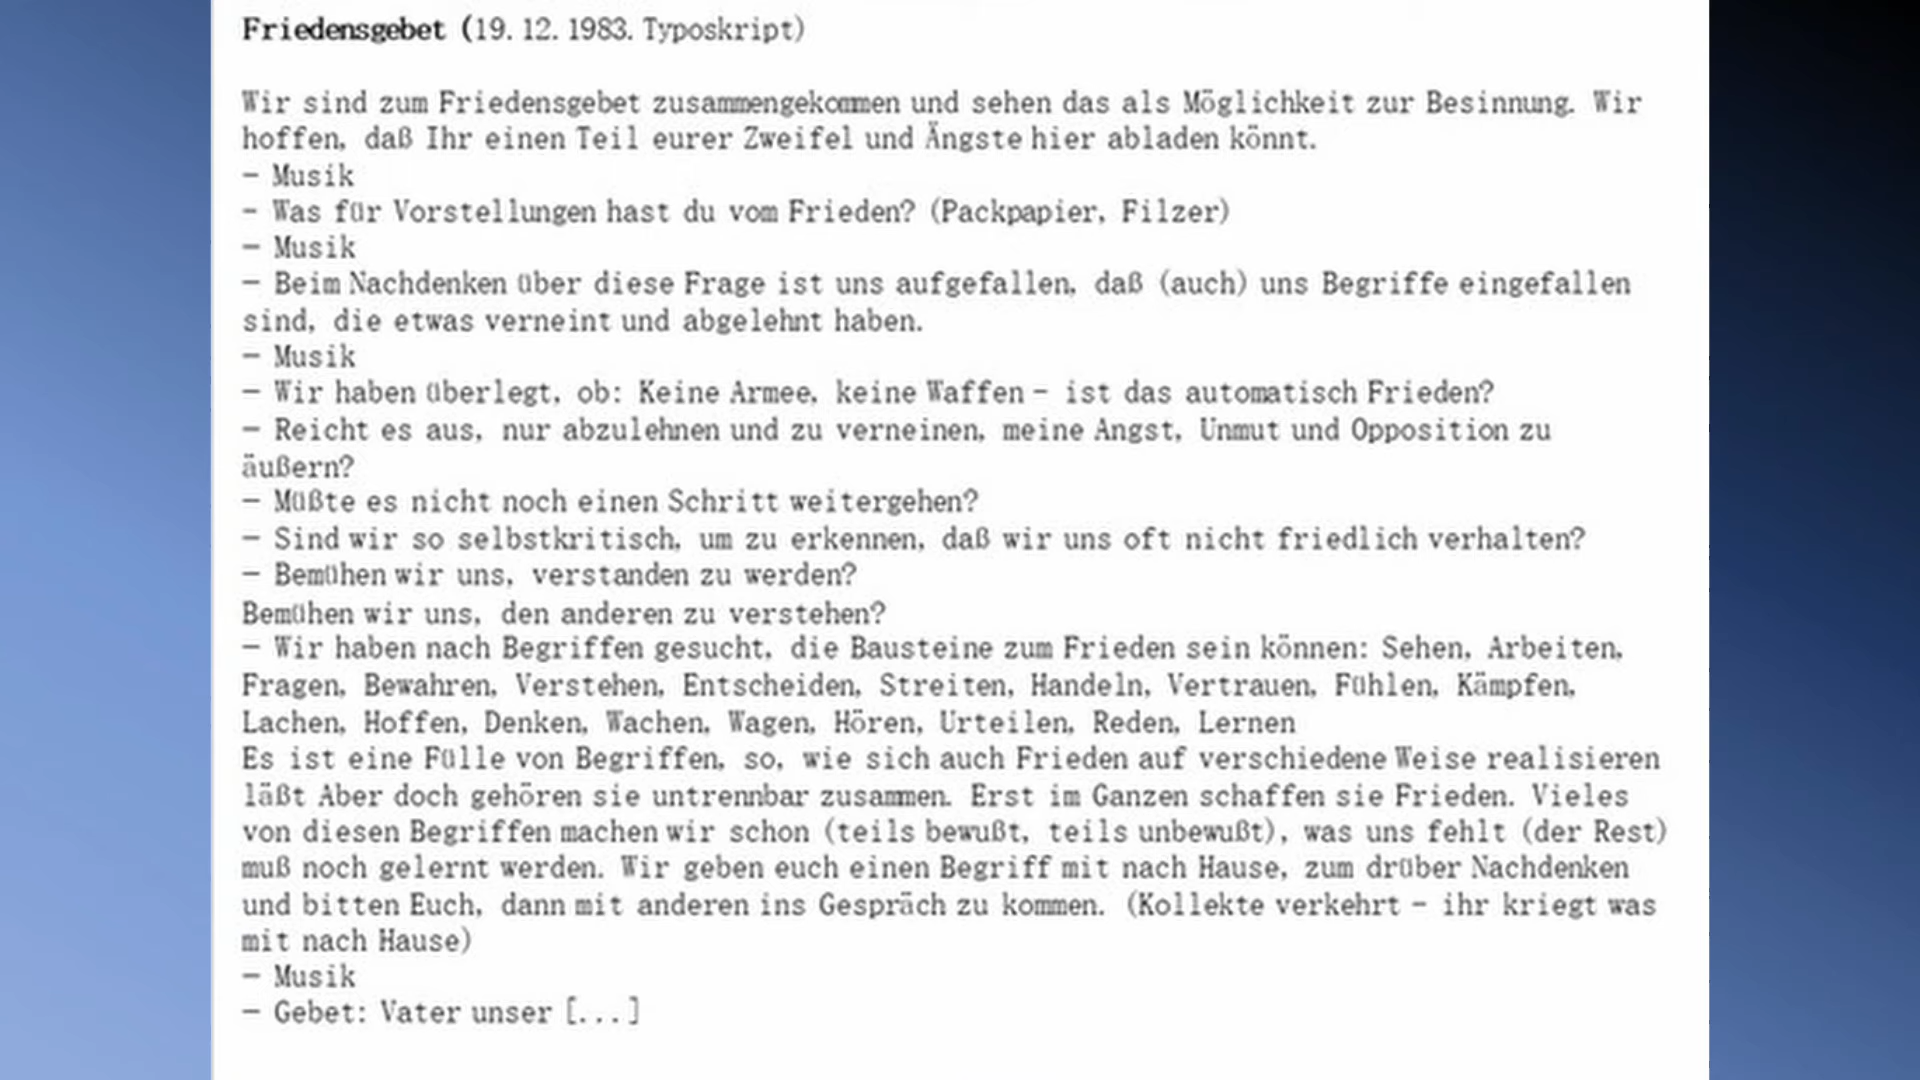 Friedensgebet (19.12.1983. Typoskript)
Wir sind zum Friedensgebet zusammengekommen und sehen das als Möglichkeit zur Besinnung. Wir
hoffen, daß Ihr einen Teil eurer Zweifel und Ängste hier abladen könnt.
– Musik
– Was für Vorstellungen hast du vom Frieden? (Packpapier, Filzer)
– Musik
– Beim Nachdenken über diese Frage ist uns aufgefallen, daß (auch) uns Begriffe eingefallen
sind, die etwas verneint und abgelehnt haben.
– Musik
– Wir haben überlegt, ob: Keine Armee, keine Waffen – ist das automatisch Frieden?
– Reicht es aus, nur abzulehnen und zu verneinen, meine Angst, Unmut und Opposition zu
äußern?
– Müßte es nicht noch einen Schritt weitergehen?
– Sind wir so selbstkritisch, um zu erkennen, daß wir uns oft nicht friedlich verhalten?
– Bemühen wir uns, verstanden zu werden?
Bemühen wir uns, den anderen zu verstehen?
– Wir haben nach Begriffen gesucht, die Bausteine zum Frieden sein können: Sehen, Arbeiten,
Fragen, Bewahren, Verstehen, Entscheiden, Streiten, Handeln, Vertrauen, Fühlen, Kämpfen,
Lachen, Hoffen, Denken, Wachen, Wagen, Hören, Urteilen, Reden, Lernen
Es ist eine Fülle von Begriffen, so, wie sich auch Frieden auf verschiedene Weise realisieren
läßt Aber doch gehören sie untrennbar zusammen. Erst im Ganzen schaffen sie Frieden. Vieles
von diesen Begriffen machen wir schon (teils bewußt, teils unbewußt), was uns fehlt (der Rest)
muß noch gelernt werden. Wir geben euch einen Begriff mit nach Hause, zum drüber Nachdenken
und bitten Euch, dann mit anderen ins Gespräch zu kommen. (Kollekte verkehrt – ihr kriegt was
mit nach Hause)
– Musik
– Gebet: Vater unser [...]